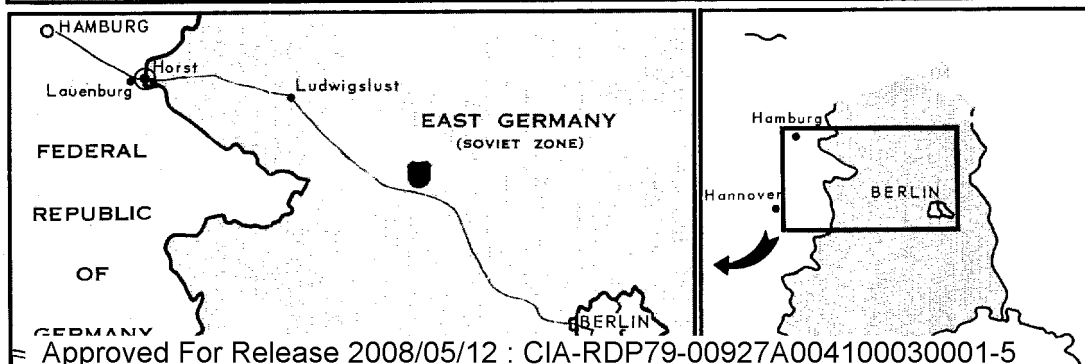 HAMBURG
Horst
Lauenburg
Ludwigslust
EAST GERMANY
(SOVIET ZONE)
FEDERAL
REPUBLIC
OF
GERMANY
BERLIN
Hamburg
Hannover
BERLIN
Approved For Release 2008/05/12 : CIA-RDP79-00927A004100030001-5